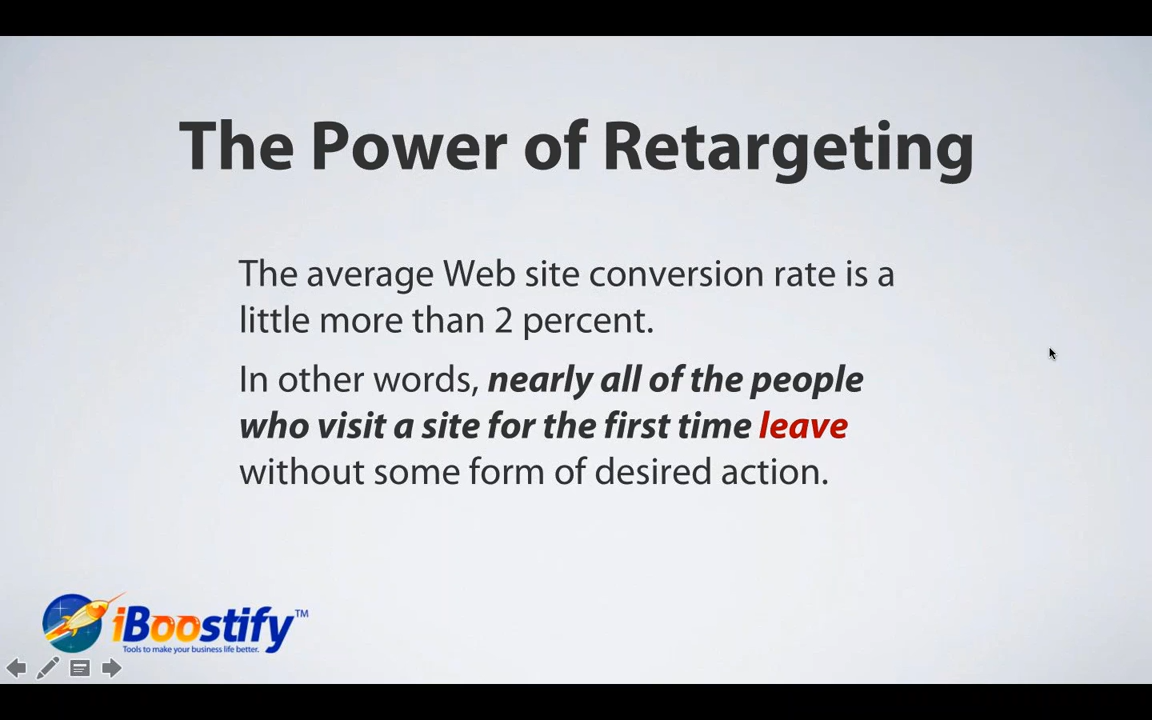 The Power of Retargeting
The average Web site conversion rate is a
little more than 2 percent.
In other words, nearly all of the people
who visit a site for the first time leave
without some form of desired action.
iBoostify™
Tools to make your business life better.